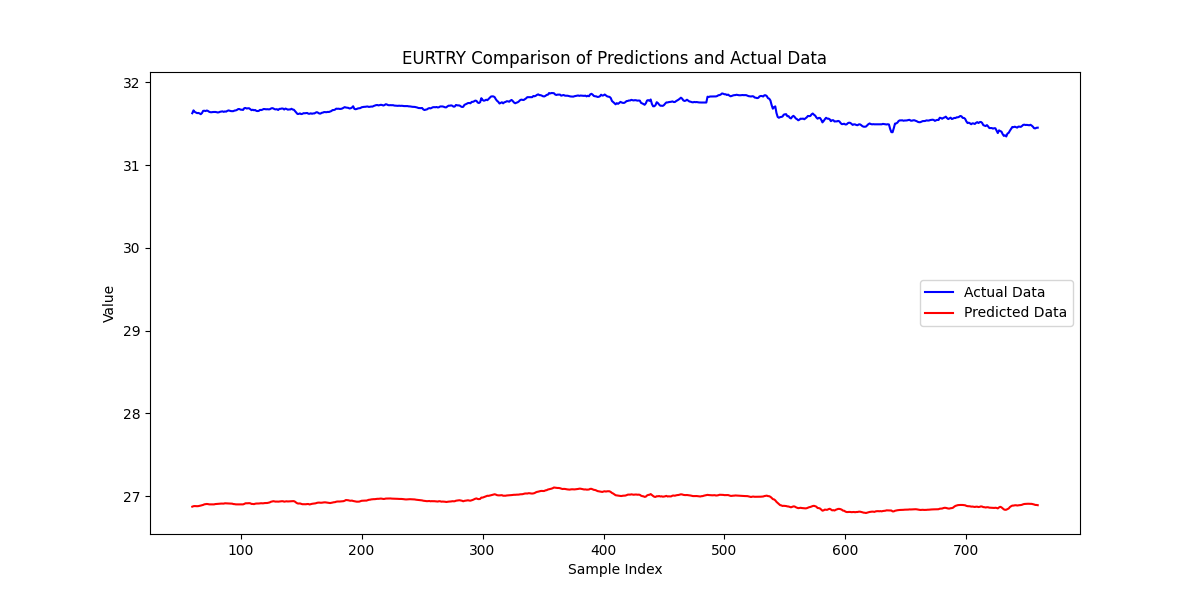 EURTRY Comparison of Predictions and Actual Data
32
31
30
29
28
27
Value
Actual Data
Predicted Data
100 200 300 400 500 600 700
Sample Index